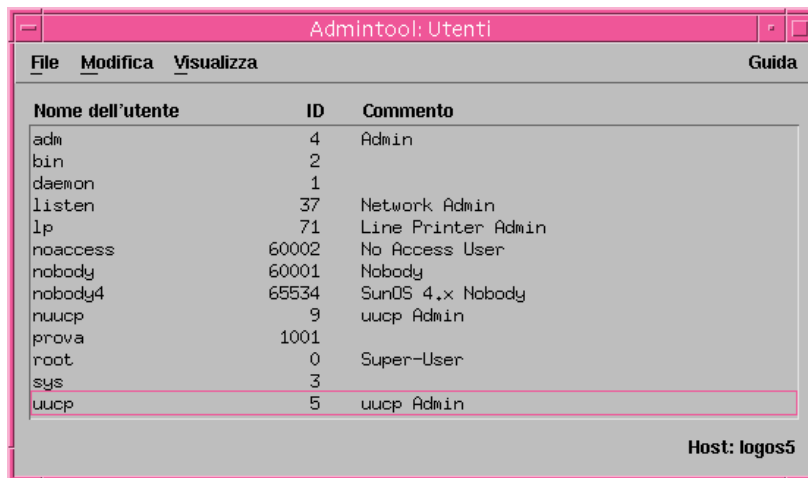 Admintool: Utenti
File Modifica Visualizza Guida
Nome dell'utente ID Commento
adm 4 Admin
bin 2
daemon 1
listen 37 Network Admin
lp 71 Line Printer Admin
noaccess 60002 No Access User
nobody 60001 Nobody
nobody4 65534 SunOS 4.x Nobody
nuucp 9 uucp Admin
prova 1001
root 0 Super-User
sys 3
uucp 5 uucp Admin
Host: logos5